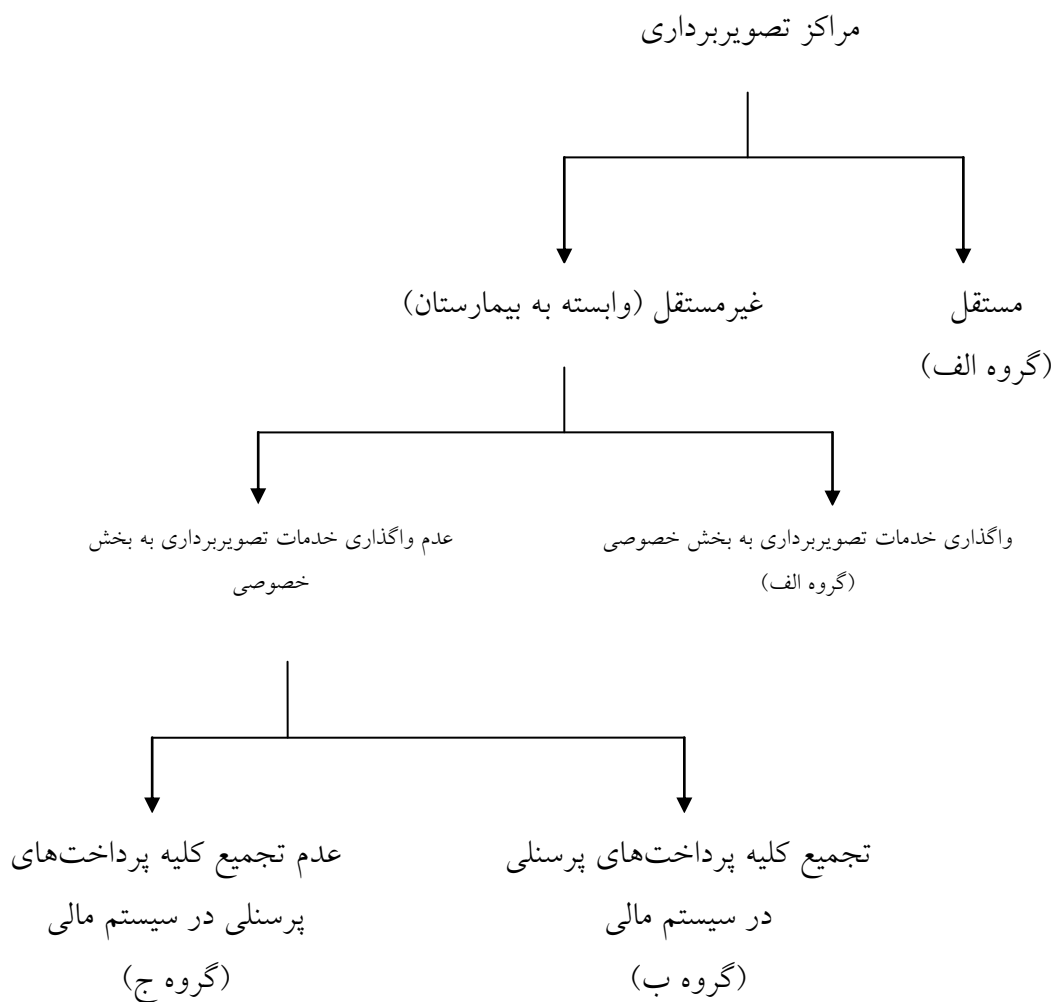 مراکز تصویربرداری
مستقل
(گروه الف)
غیرمستقل (وابسته به بیمارستان)
واگذاری خدمات تصویربرداری به بخش خصوصی
(گروه الف)
عدم واگذاری خدمات تصویربرداری به بخش
خصوصی
تجمیع کلیه پرداخت‌های پرسنلی
در سیستم مالی
(گروه ب)
عدم تجمیع کلیه پرداخت‌های
پرسنلی در سیستم مالی
(گروه ج)